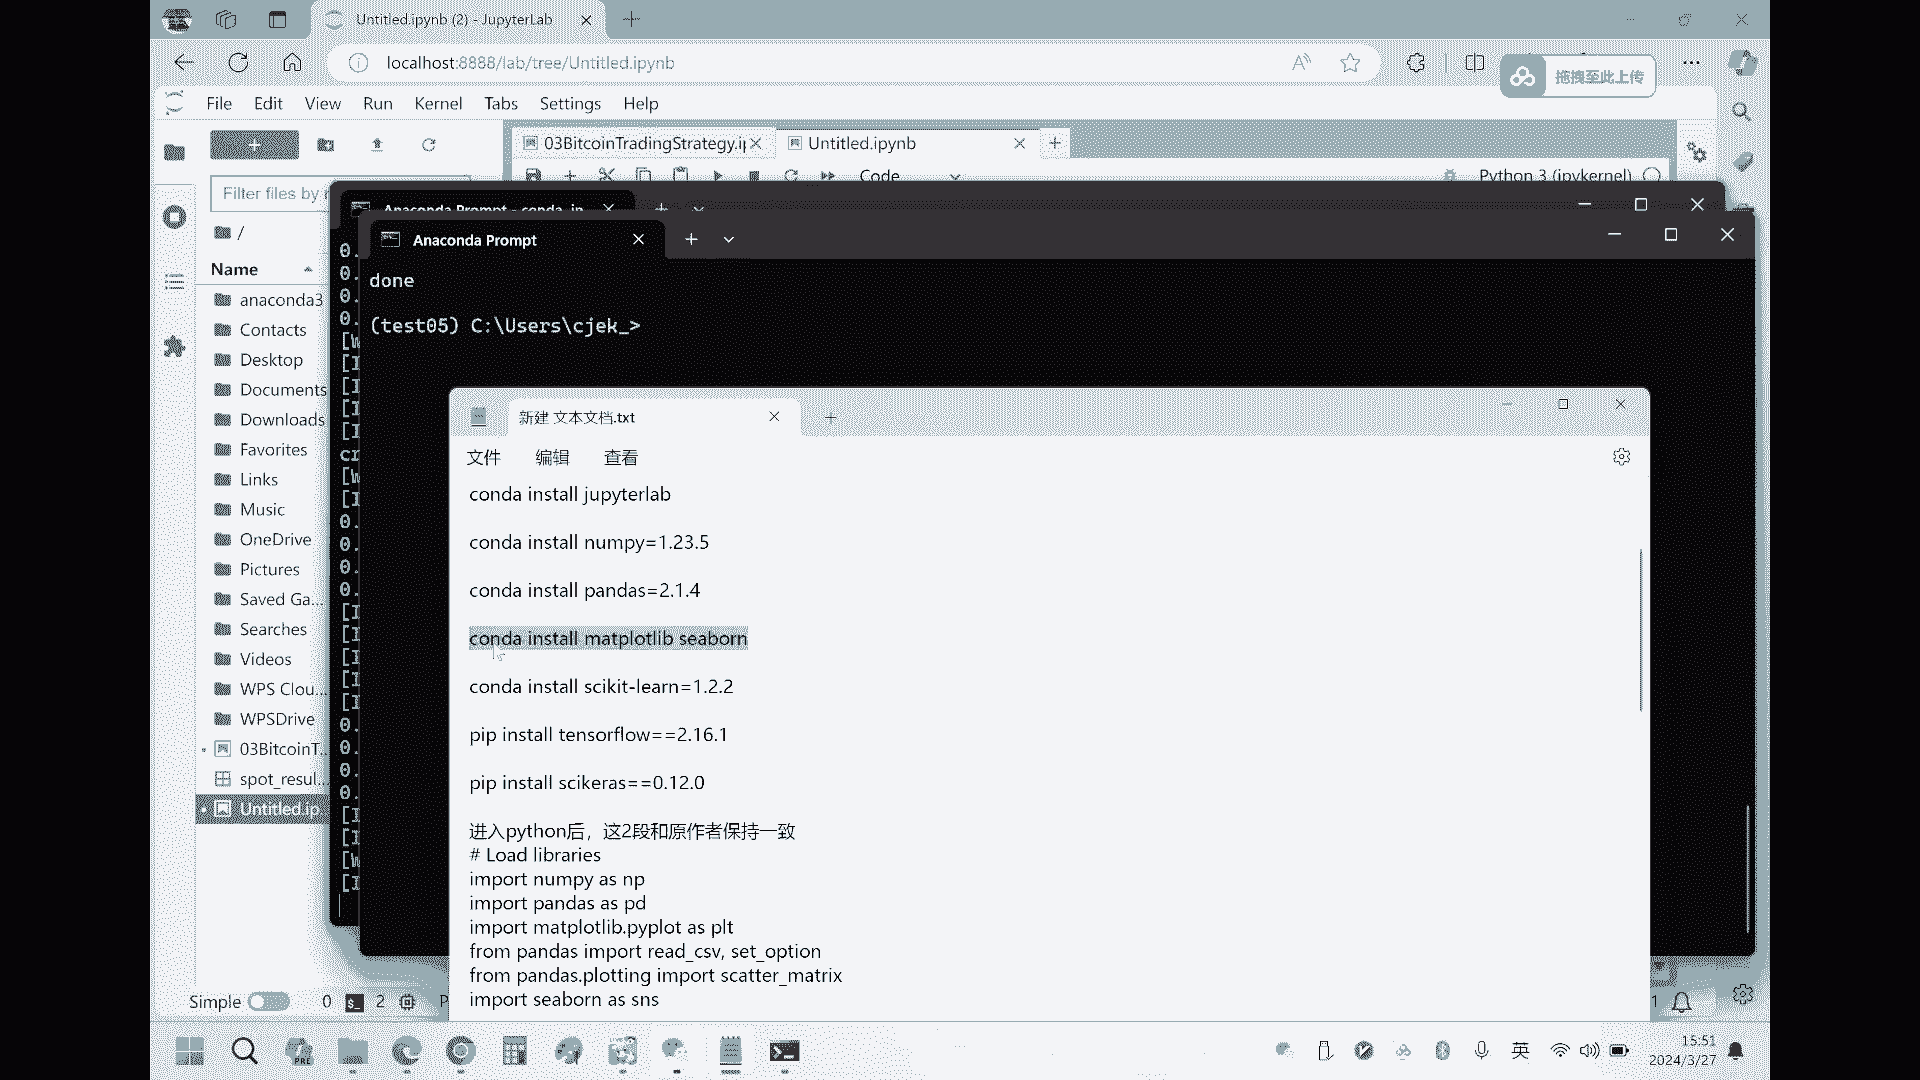 Untitled.ipynb (2) - JupyterLab
localhost:8888/lab/tree/Untitled.ipynb
拖拽至此上传
File Edit View Run Kernel Tabs Settings Help
03BitcoinTradingStrategy.ip
Untitled.ipynb
Code
Python 3 (ipykernel)
Filter files by
Anaconda Prompt - conda in
/
Anaconda Prompt
Name
done
anaconda3
(test05) C:\Users\cjek_>
Contacts
Desktop
Documents
Downloads
Favorites
Links
Music
OneDrive
Pictures
Saved Ga...
Searches
Videos
WPS Clou...
WPSDrive
03BitcoinT...
spot_resul...
Untitled.ip
新建 文本文档.txt
文件 编辑 查看
conda install jupyterlab
conda install numpy=1.23.5
conda install pandas=2.1.4
conda install matplotlib seaborn
conda install scikit-learn=1.2.2
pip install tensorflow==2.16.1
pip install scikeras==0.12.0
进入python后，这2段和原作者保持一致
# Load libraries
import numpy as np
import pandas as pd
import matplotlib.pyplot as plt
from pandas import read_csv, set_option
from pandas.plotting import scatter_matrix
import seaborn as sns
Simple 0 2 1
PRE
英
15:51
2024/3/27